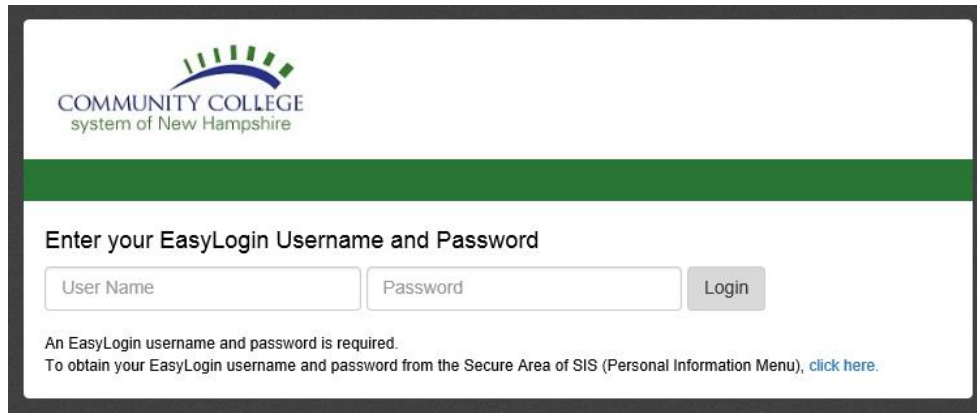 COMMUNITY COLLEGE
system of New Hampshire
Enter your EasyLogin Username and Password
User Name Password Login
An EasyLogin username and password is required.
To obtain your EasyLogin username and password from the Secure Area of SIS (Personal Information Menu), click here.